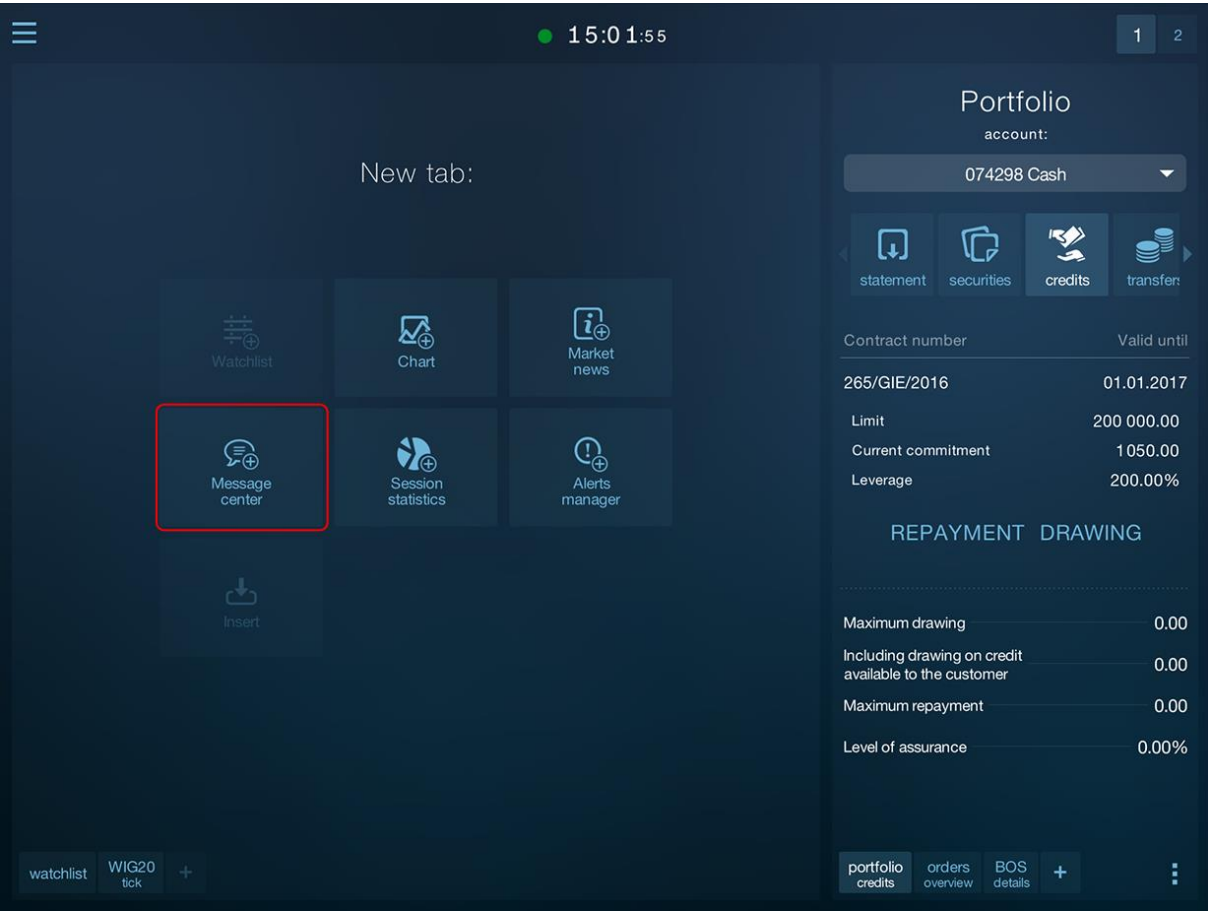 15:01:55
1 2
New tab:
Watchlist
Chart
Market
news
Message
center
Session
statistics
Alerts
manager
Insert
watchlist
WIG20
tick
+
Portfolio
account:
074298 Cash
statement securities credits transfers
Contract number Valid until
265/GIE/2016 01.01.2017
Limit 200 000.00
Current commitment 1 050.00
Leverage 200.00%
REPAYMENT DRAWING
Maximum drawing 0.00
Including drawing on credit
available to the customer 0.00
Maximum repayment 0.00
Level of assurance 0.00%
portfolio
credits
orders
overview
BOS
details
+